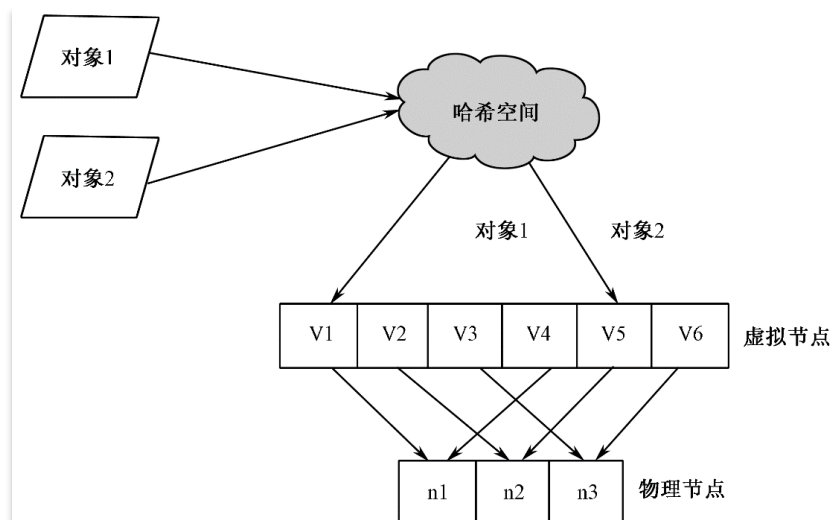 对象1
哈希空间
对象2
对象1
对象2
V1 V2 V3 V4 V5 V6
虚拟节点
n1 n2 n3
物理节点